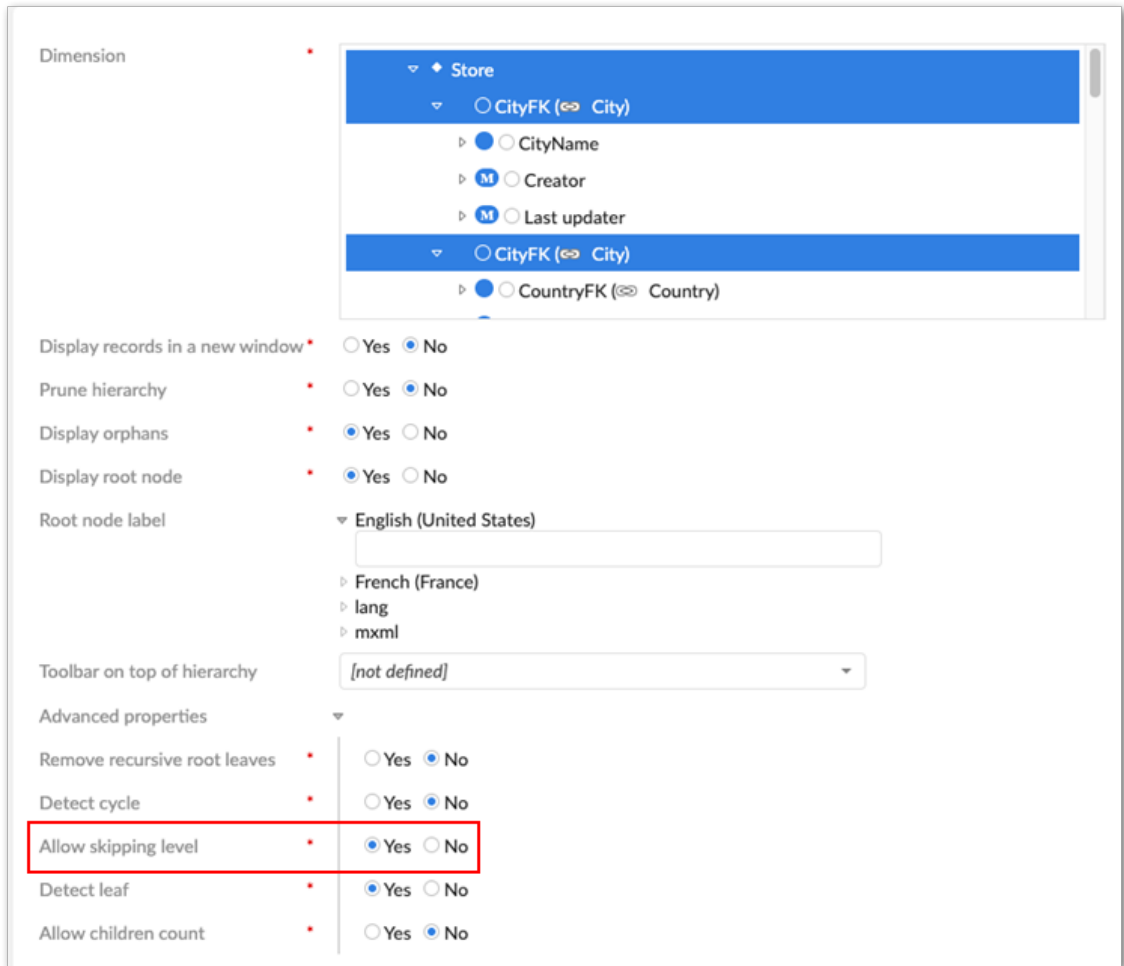 Dimension *
Store
CityFK ( City)
CityName
M Creator
M Last updater
CityFK ( City)
CountryFK ( Country)
Display records in a new window * Yes No
Prune hierarchy * Yes No
Display orphans * Yes No
Display root node * Yes No
Root node label English (United States)
French (France)
lang
mxml
Toolbar on top of hierarchy [not defined]
Advanced properties
Remove recursive root leaves * Yes No
Detect cycle * Yes No
Allow skipping level * Yes No
Detect leaf * Yes No
Allow children count * Yes No